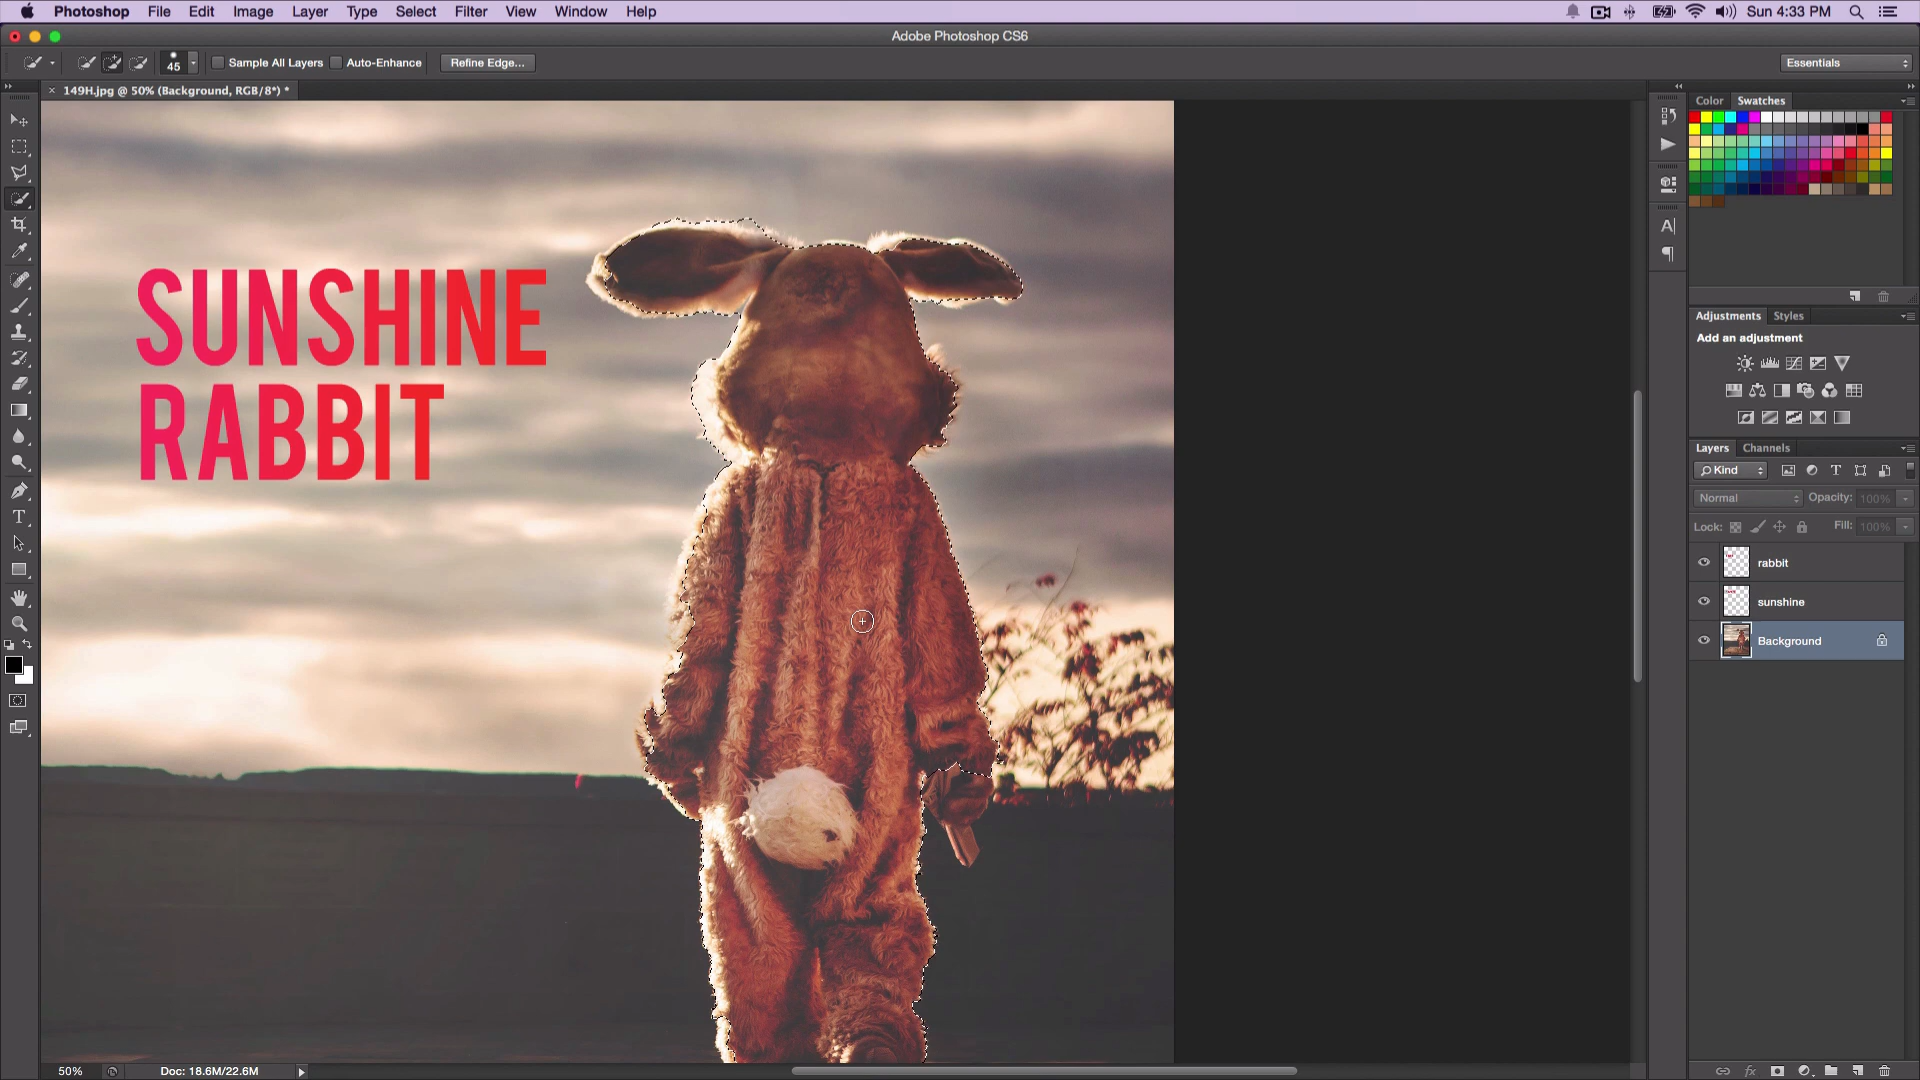 Photoshop File Edit Image Layer Type Select Filter View Window Help Sun 4:33 PM
Adobe Photoshop CS6
45 Sample All Layers Auto-Enhance Refine Edge... Essentials
149H.jpg @ 50% (Background, RGB/8*) *
Color Swatches
SUNSHINE
RABBIT
Adjustments Styles
Add an adjustment
Layers Channels
Kind
Normal Opacity: 100%
Lock: Fill: 100%
rabbit
sunshine
Background
50% Doc: 18.6M/22.6M